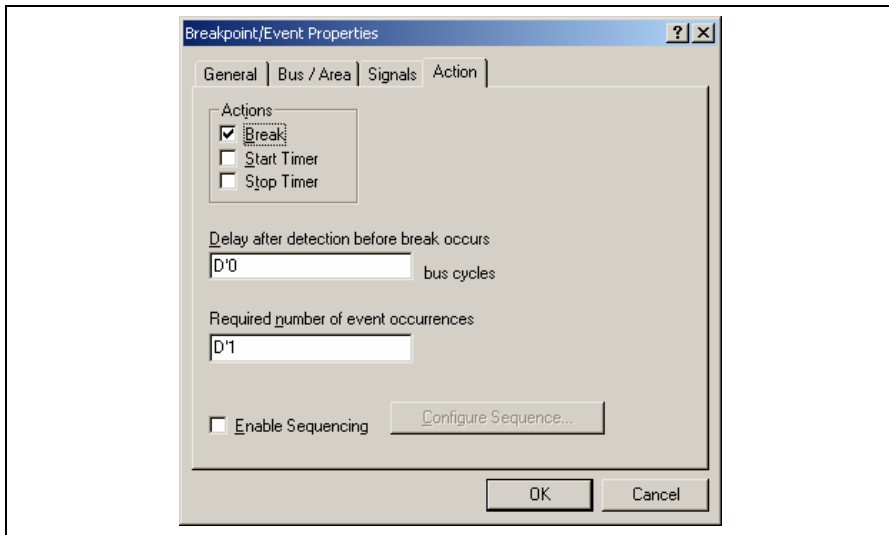 Breakpoint/Event Properties
General Bus / Area Signals Action
Actions
Break
Start Timer
Stop Timer
Delay after detection before break occurs
D'0 bus cycles
Required number of event occurrences
D'1
Enable Sequencing Configure Sequence...
OK Cancel